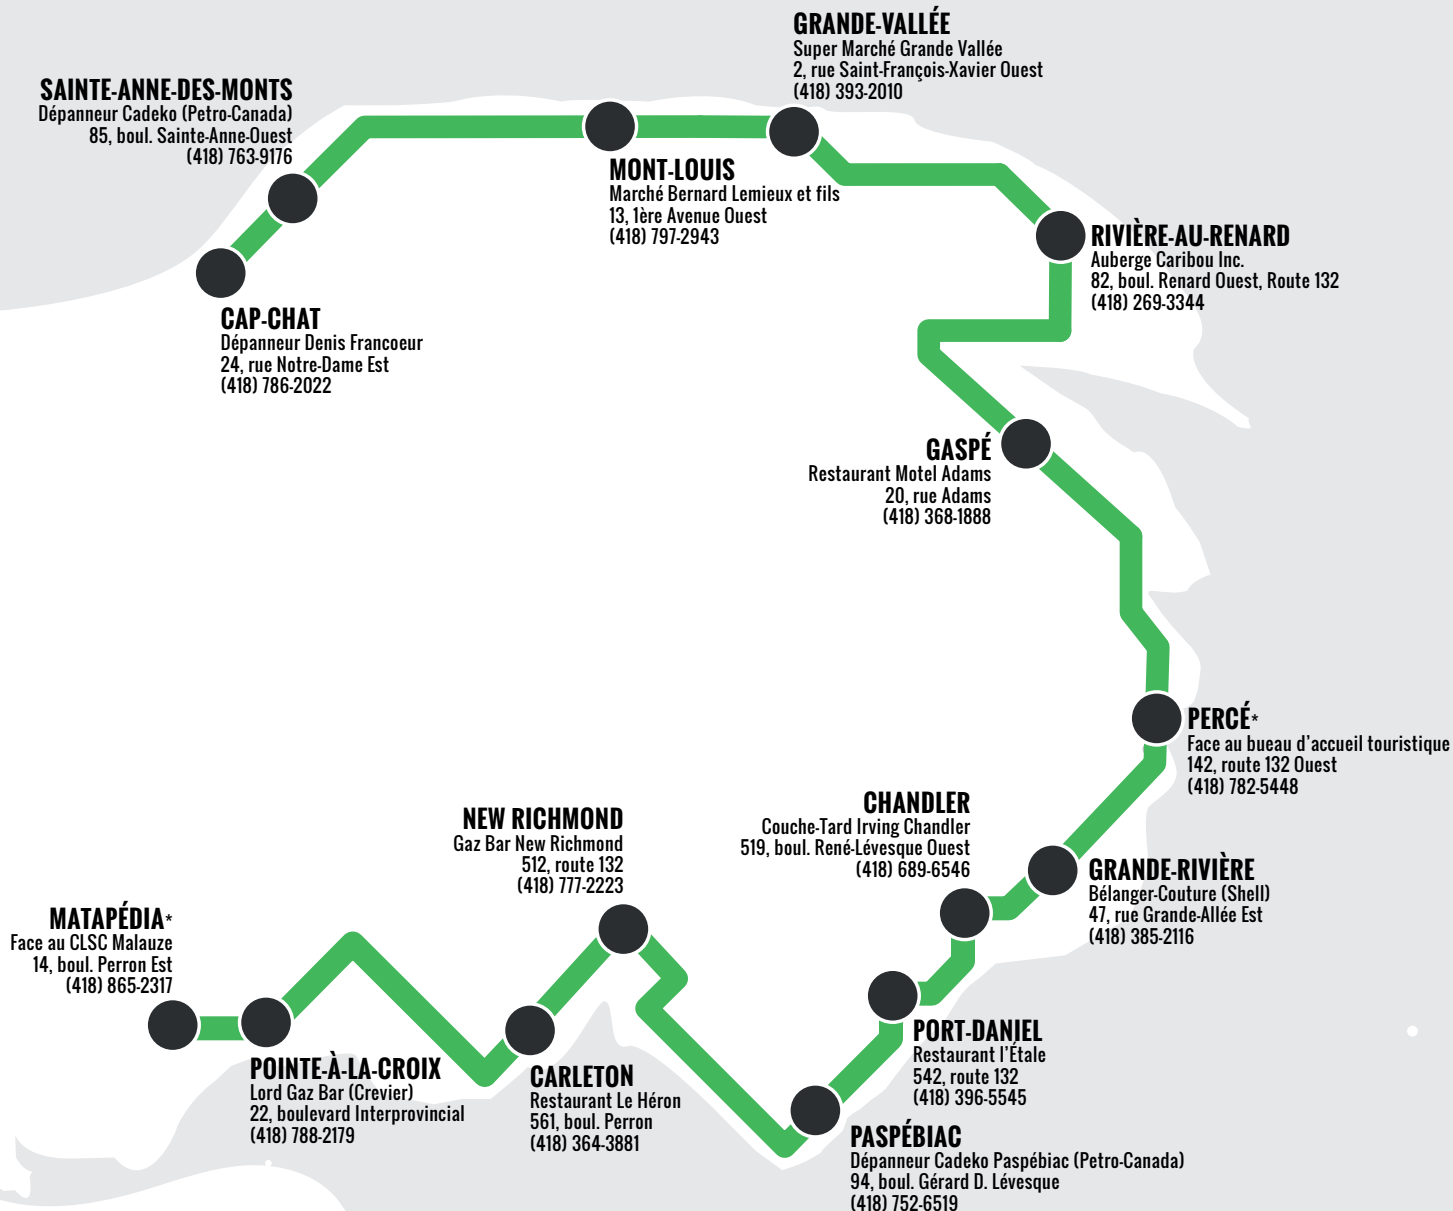 GRANDE-VALLÉE
Super Marché Grande Vallée
2, rue Saint-François-Xavier Ouest
(418) 393-2010
SAINTE-ANNE-DES-MONTS
Dépanneur Cadeko (Petro-Canada)
85, boul. Sainte-Anne-Ouest
(418) 763-9176
MONT-LOUIS
Marché Bernard Lemieux et fils
13, 1ère Avenue Ouest
(418) 797-2943
RIVIÈRE-AU-RENARD
Auberge Caribou Inc.
82, boul. Renard Ouest, Route 132
(418) 269-3344
CAP-CHAT
Dépanneur Denis Francoeur
24, rue Notre-Dame Est
(418) 786-2022
GASPÉ
Restaurant Motel Adams
20, rue Adams
(418) 368-1888
PERCÉ*
Face au bueau d'accueil touristique
142, route 132 Ouest
(418) 782-5448
CHANDLER
Couche-Tard Irving Chandler
519, boul. René-Lévesque Ouest
(418) 689-6546
NEW RICHMOND
Gaz Bar New Richmond
512, route 132
(418) 777-2223
GRANDE-RIVIÈRE
Bélanger-Couture (Shell)
47, rue Grande-Allée Est
(418) 385-2116
MATAPÉDIA*
Face au CLSC Malauze
14, boul. Perron Est
(418) 865-2317
PORT-DANIEL
Restaurant l'Étale
542, route 132
(418) 396-5545
POINTE-À-LA-CROIX
Lord Gaz Bar (Crevier)
22, boulevard Interprovincial
(418) 788-2179
CARLETON
Restaurant Le Héron
561, boul. Perron
(418) 364-3881
PASPÉBIAC
Dépanneur Cadeko Paspébiac (Petro-Canada)
94, boul. Gérard D. Lévesque
(418) 752-6519